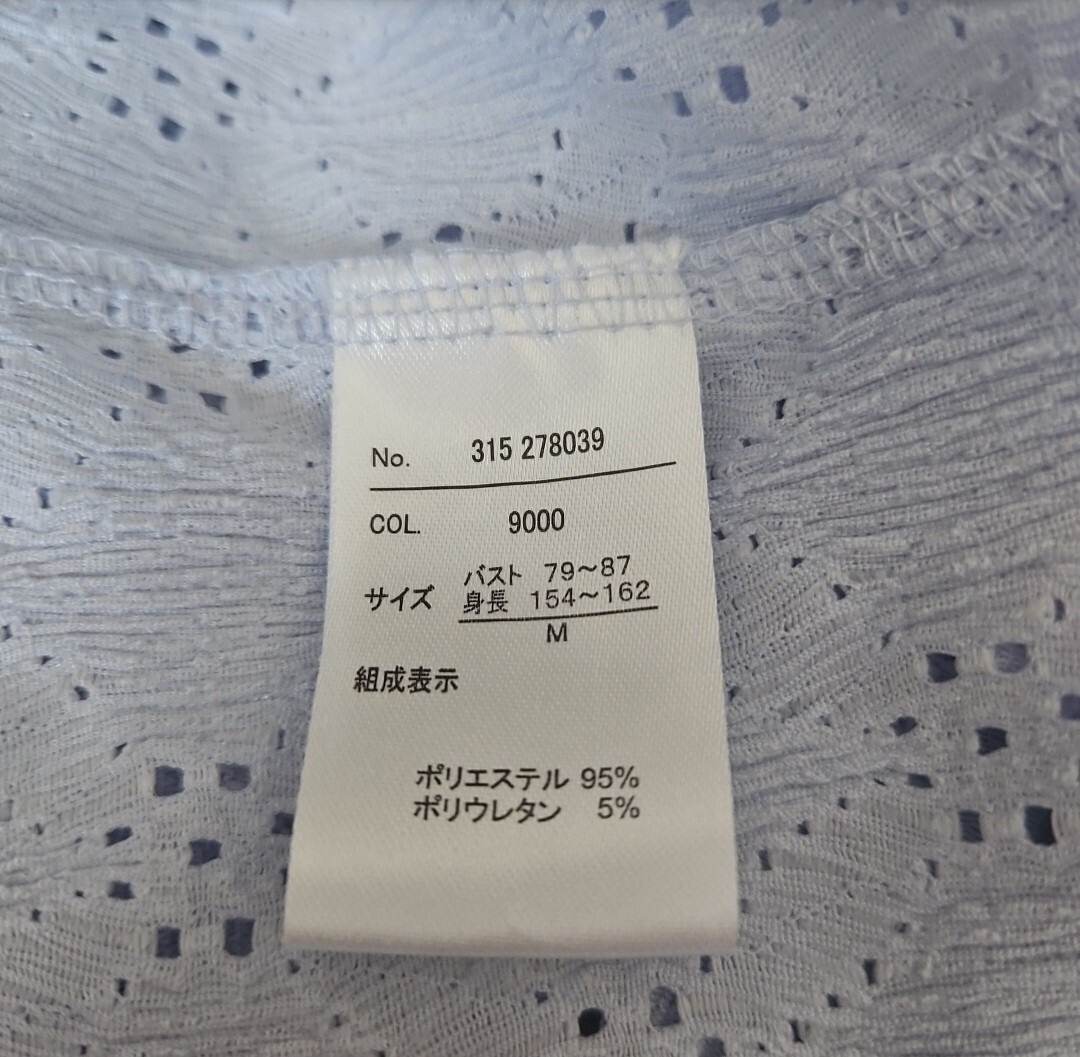 No. 315 278039
COL. 9000
バスト 79～87
サイズ 身長 154～162
M
組成表示
ポリエステル 95%
ポリウレタン 5%